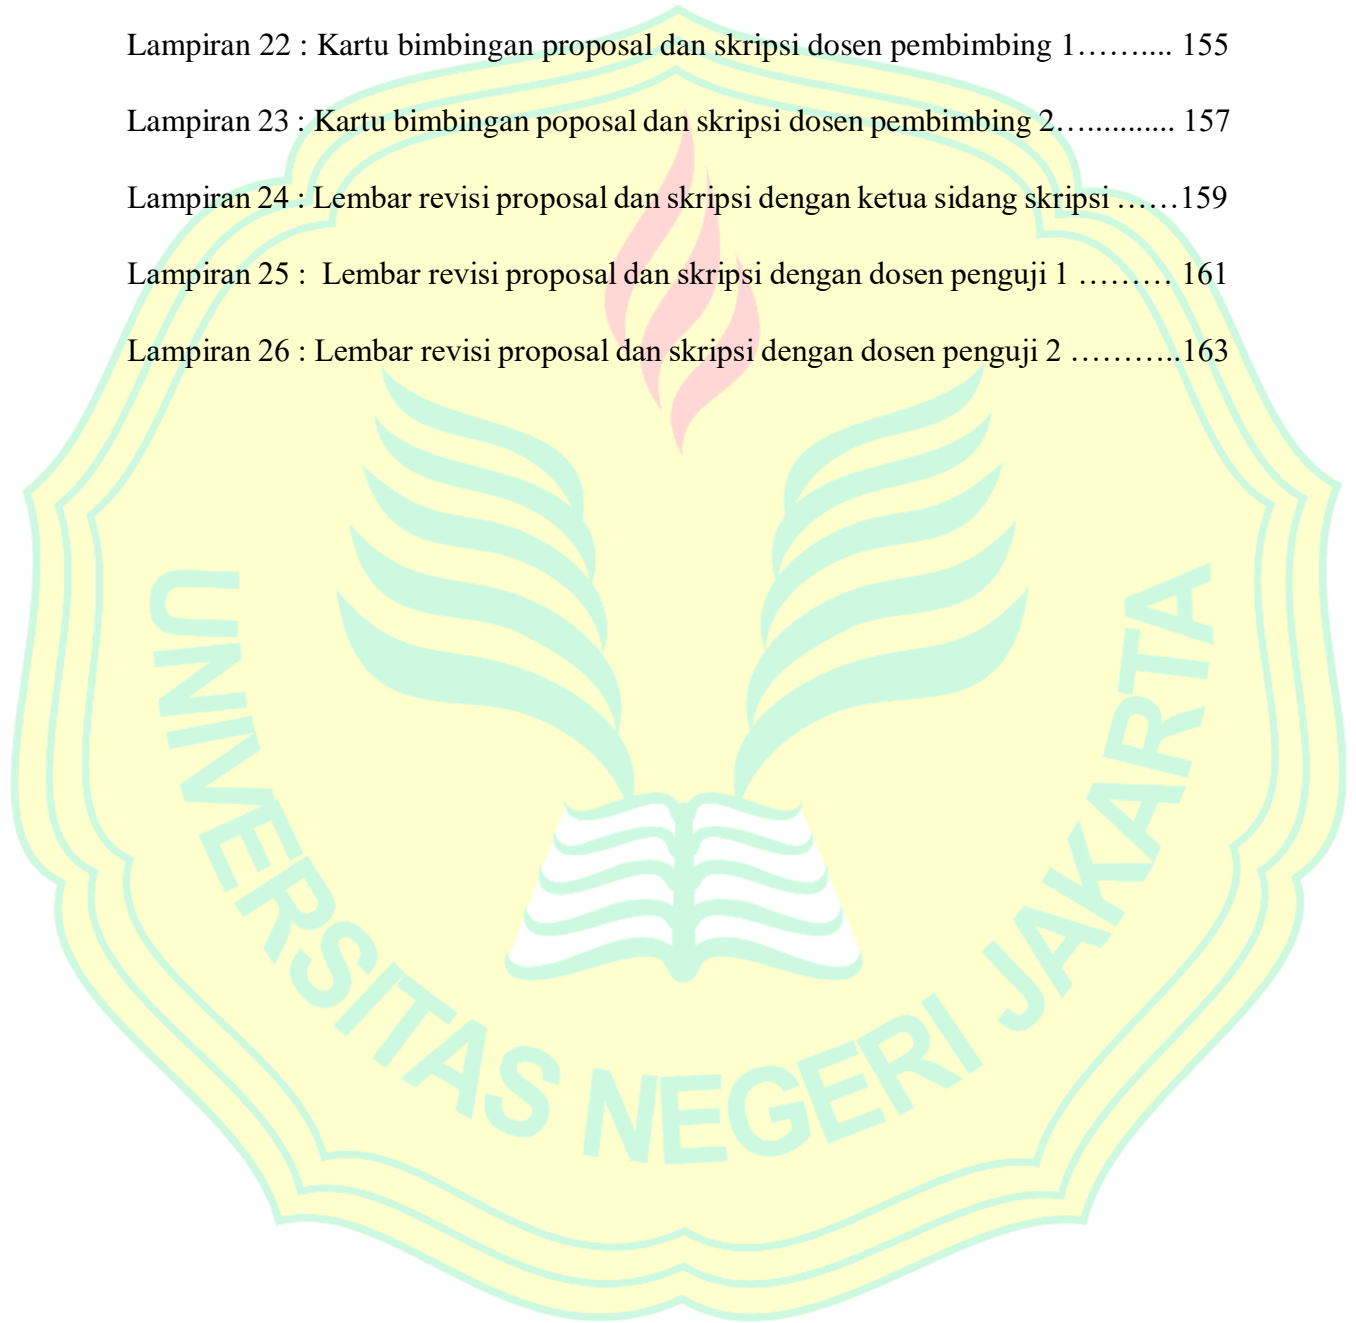 Lampiran 22 : Kartu bimbingan proposal dan skripsi dosen pembimbing 1…...... 155
Lampiran 23 : Kartu bimbingan poposal dan skripsi dosen pembimbing 2…........... 157
Lampiran 24 : Lembar revisi proposal dan skripsi dengan ketua sidang skripsi ……159
Lampiran 25 :  Lembar revisi proposal dan skripsi dengan dosen penguji 1 ……… 161
Lampiran 26 : Lembar revisi proposal dan skripsi dengan dosen penguji 2 ………..163
UNIVERSITAS NEGERI JAKARTA